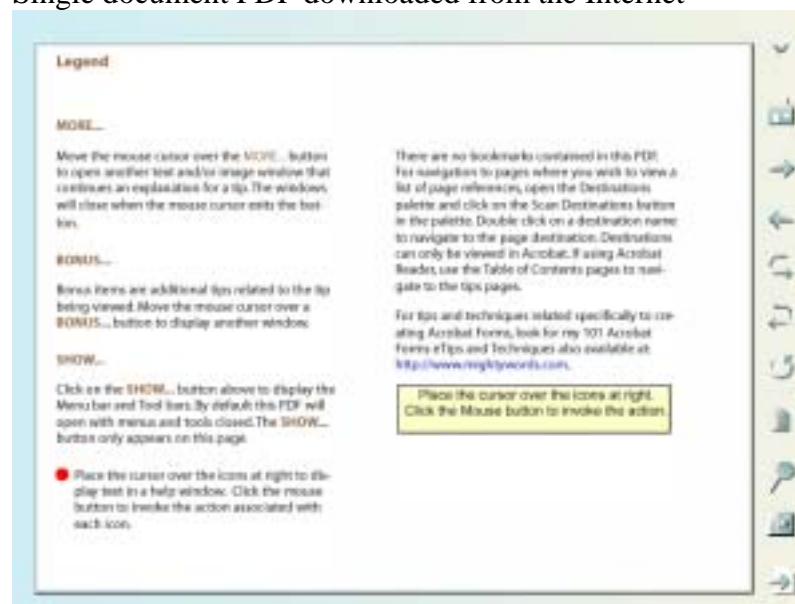 Single document PDF downloaded from the Internet
Legend
MORE...
Move the mouse cursor over the MORE... button
to open another text and/or image window that
continues an explanation for a tip. The windows
will close when the mouse cursor exits the but-
ton.
BONUS...
Bonus items are additional tips related to the tip
being viewed. Move the mouse cursor over a
BONUS... button to display another window.
SHOW...
Click on the SHOW... button above to display the
Menu bar and Tool bars. By default this PDF will
open with menus and tools closed. The SHOW...
button only appears on this page.
Place the cursor over the icons at right to dis-
play text in a help window. Click the mouse
button to invoke the action associated with
each icon.
There are no bookmarks contained in this PDF.
For navigation to pages where you wish to view a
list of page references, open the Destinations
palette and click on the Scan Destinations button
in the palette. Double click on a destination name
to navigate to the page destination. Destinations
can only be viewed in Acrobat. If using Acrobat
Reader, use the Table of Contents pages to navi-
gate to the tips pages.
For tips and techniques related specifically to cre-
ating Acrobat Forms, look for my 101 Acrobat
Forms eTips and Techniques also available at:
http://www.mightywords.com.
Place the cursor over the icons at right.
Click the Mouse button to invoke the action.